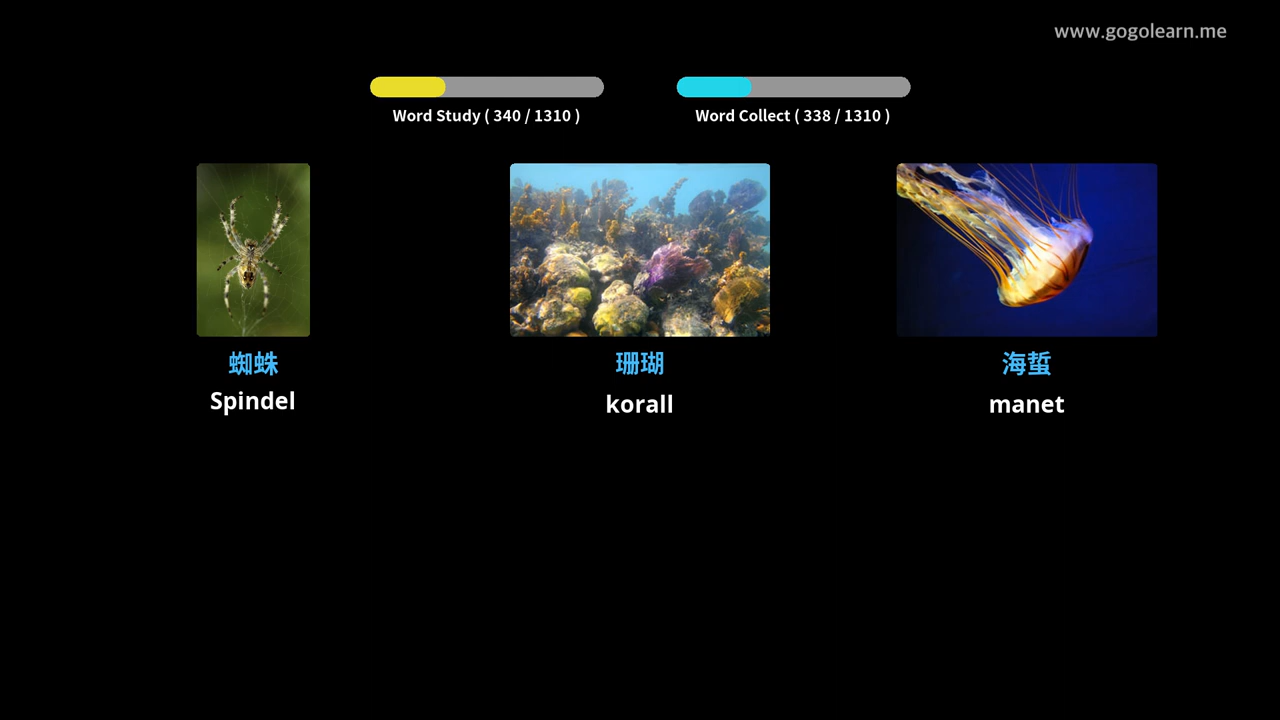 www.gogolearn.me
Word Study ( 340 / 1310 )
Word Collect ( 338 / 1310 )
蜘蛛
珊瑚
海蜇
Spindel
korall
manet